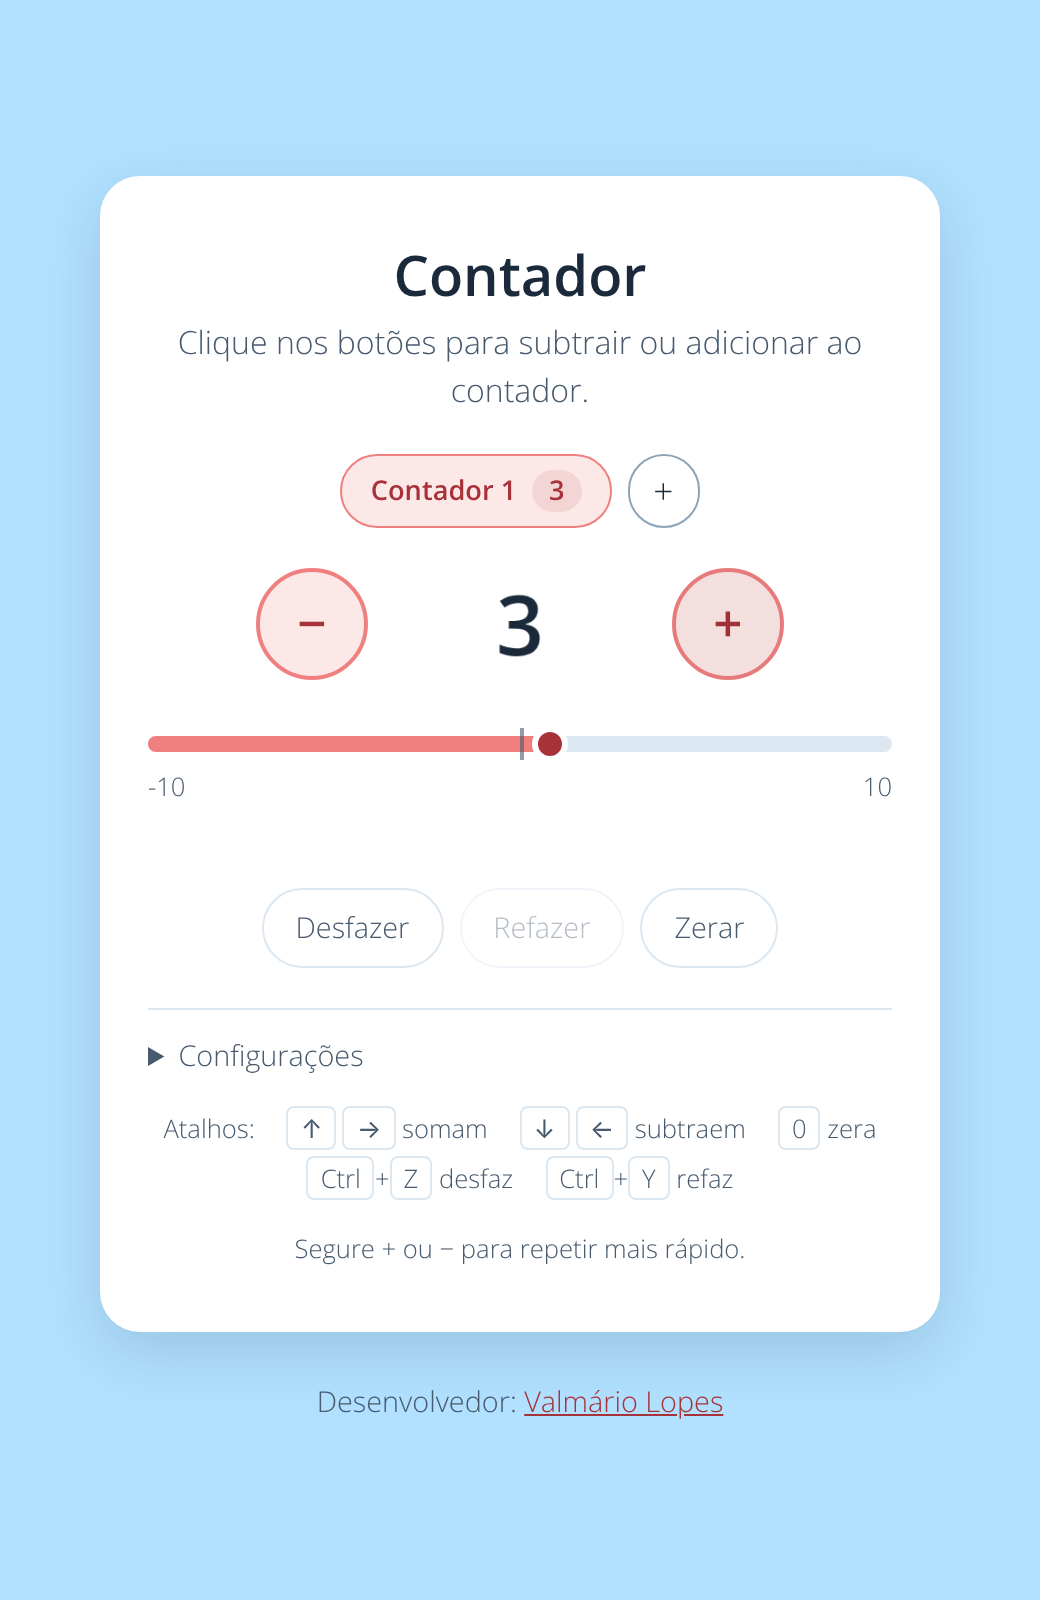 Contador
Clique nos botões para subtrair ou adicionar ao
contador.
Contador 1 3 +
− 3 +
-10 10
Desfazer Refazer Zerar
▶ Configurações
Atalhos: ↑ → somam ↓ ← subtraem 0 zera
Ctrl + Z desfaz Ctrl + Y refaz
Segure + ou − para repetir mais rápido.
Desenvolvedor: Valmário Lopes